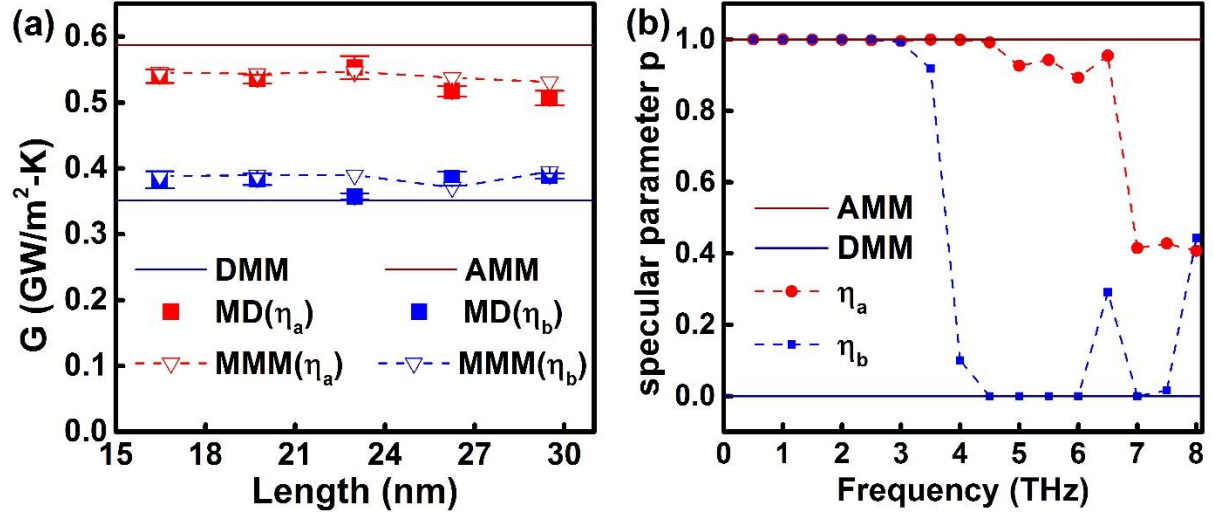 (a)
G (GW/m²-K)
0.6
0.5
0.4
0.3
0.2
0.1
0.0
DMM
AMM
MD(ηa)
MD(ηb)
MMM(ηa)
MMM(ηb)
15 18 21 24 27 30
Length (nm)
(b)
specular parameter p
1.0
0.8
0.6
0.4
0.2
0.0
AMM
DMM
ηa
ηb
0 1 2 3 4 5 6 7 8
Frequency (THz)